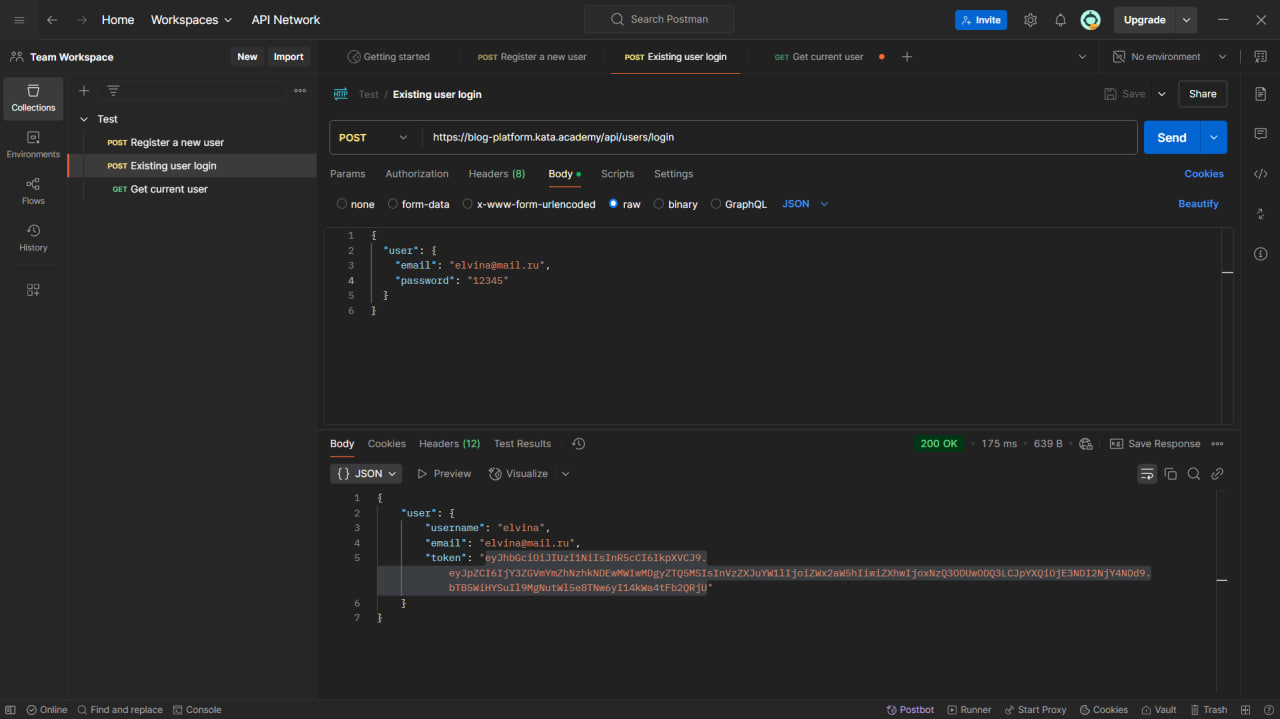 Home Workspaces API Network Search Postman Invite Upgrade
Team Workspace New Import Getting started POST Register a new user POST Existing user login GET Get current user No environment
Collections
Environments
Flows
History
Test
POST Register a new user
POST Existing user login
GET Get current user
HTTP Test / Existing user login Save Share
POST https://blog-platform.kata.academy/api/users/login Send
Params Authorization Headers (8) Body Scripts Settings Cookies
none form-data x-www-form-urlencoded raw binary GraphQL JSON Beautify
1 {
2 "user": {
3 "email": "elvina@mail.ru",
4 "password": "12345"
5 }
6 }
Body Cookies Headers (12) Test Results 200 OK 175 ms 639 B Save Response
{} JSON Preview Visualize
1 {
2 "user": {
3 "username": "elvina",
4 "email": "elvina@mail.ru",
5 "token": "eyJhbGciOiJIUzI1NiIsInR5cCI6IkpXVCJ9.
6 }
7 }
Online Find and replace Console Postbot Runner Start Proxy Cookies Vault Trash